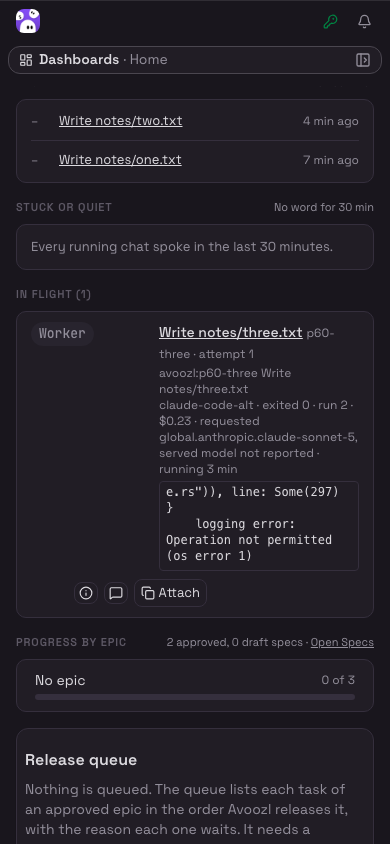 Dashboards · Home
– Write notes/two.txt 4 min ago
– Write notes/one.txt 7 min ago
STUCK OR QUIET No word for 30 min
Every running chat spoke in the last 30 minutes.
IN FLIGHT (1)
Worker
Write notes/three.txt p60-
three · attempt 1
avoozl:p60-three Write
notes/three.txt
claude-code-alt · exited 0 · run 2 ·
$0.23 · requested
global.anthropic.claude-sonnet-5,
served model not reported ·
running 3 min
e.rs")), line: Some(297)
}
logging error:
Operation not permitted
(os error 1)
Attach
PROGRESS BY EPIC 2 approved, 0 draft specs · Open Specs
No epic 0 of 3
Release queue
Nothing is queued. The queue lists each task of
an approved epic in the order Avoozl releases it,
with the reason each one waits. It needs a